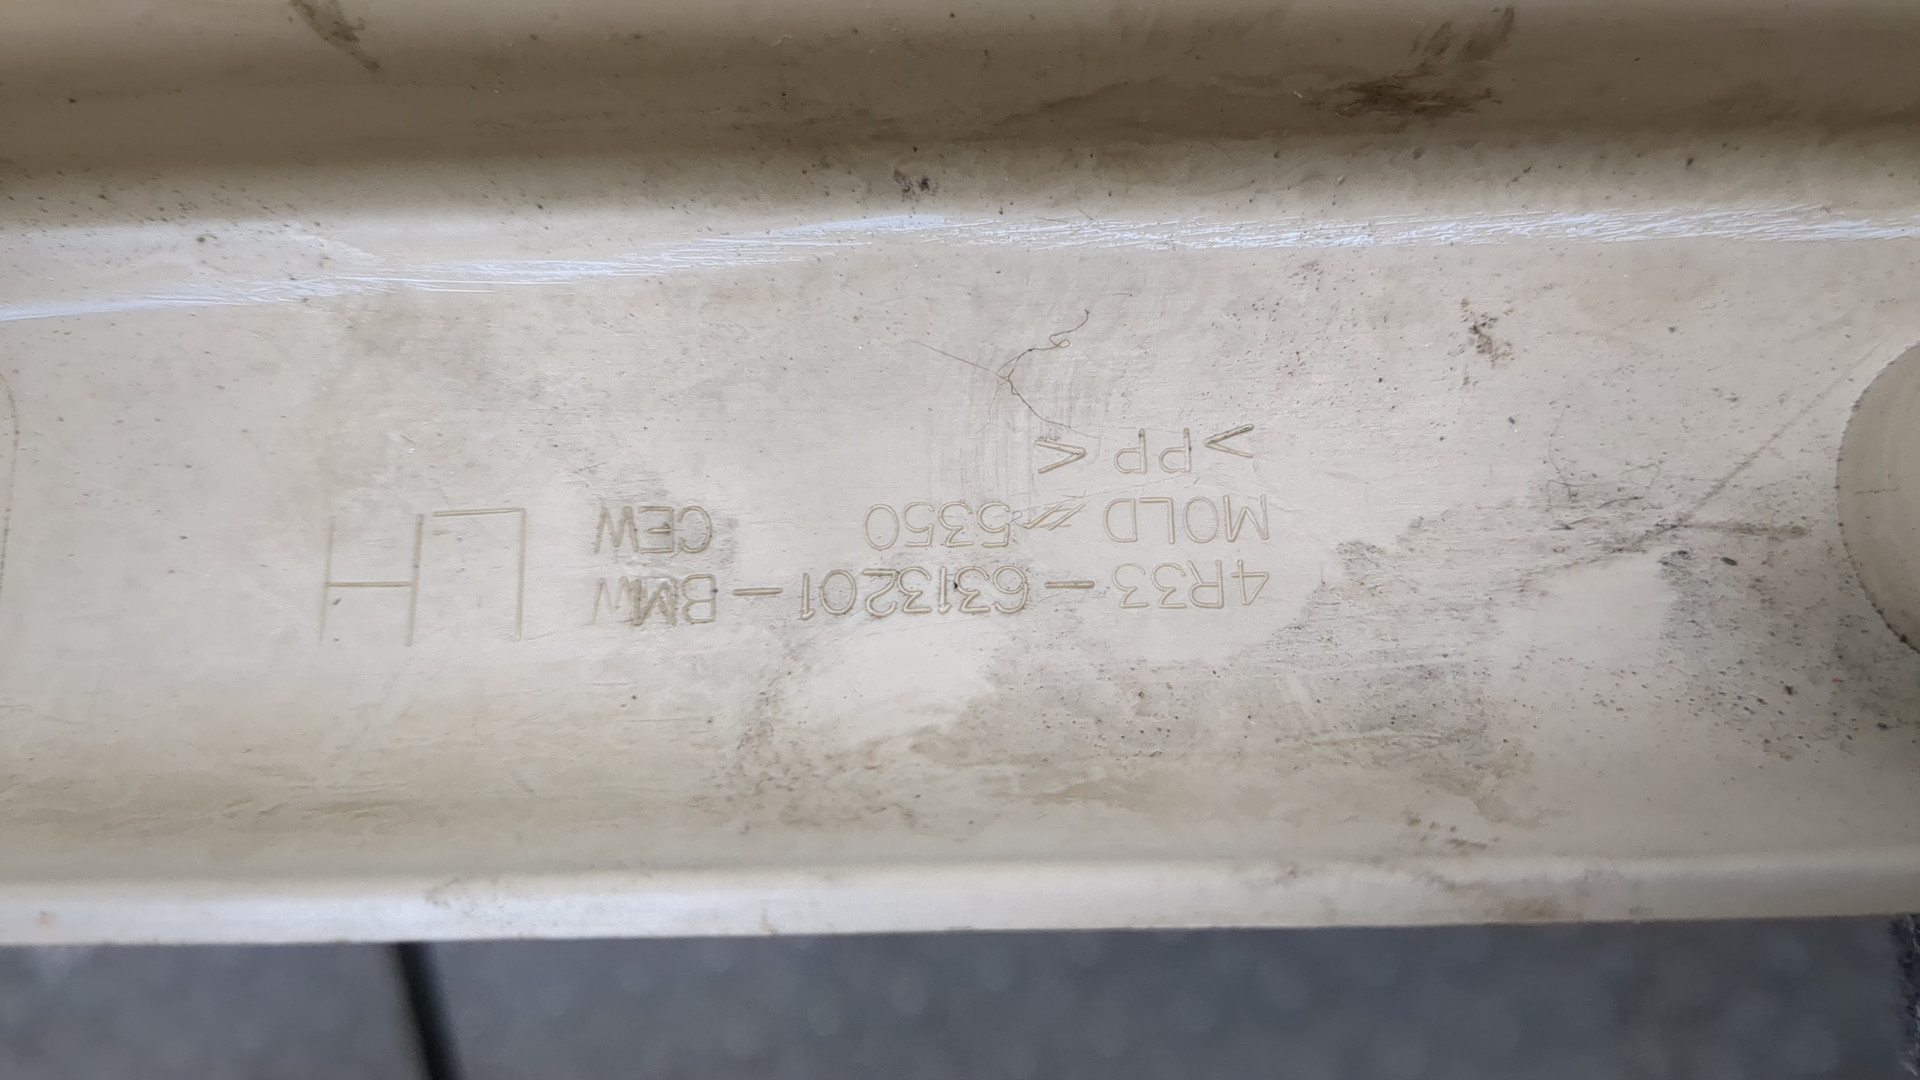 4R33-6313201-BMW
MOLD # 5350 CEW
>PP<
LH